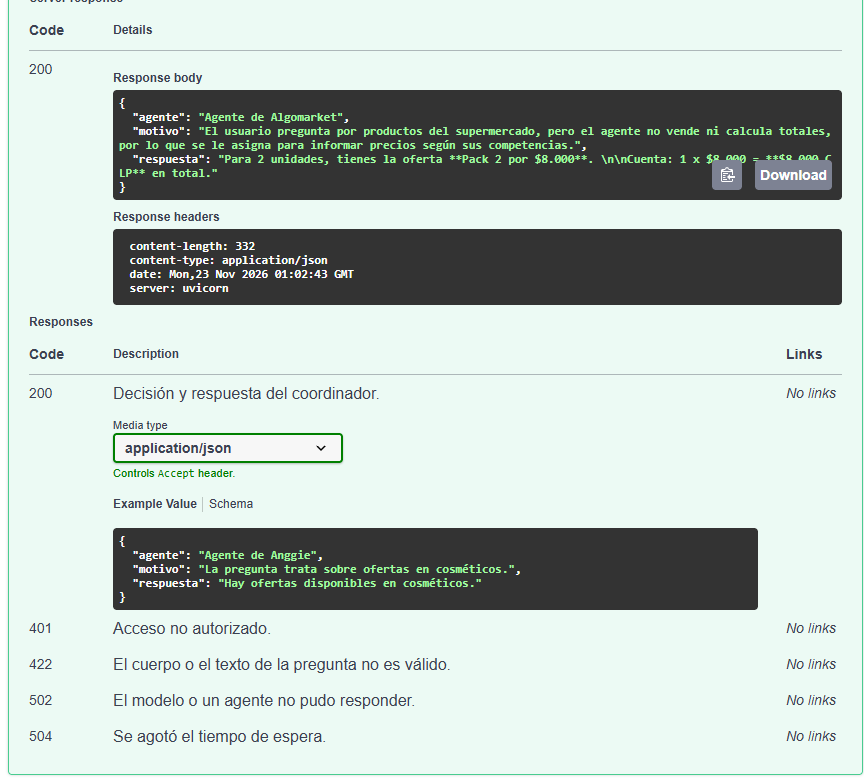 Server response
Code Details
200
Response body
{
"agente": "Agente de Algomarket",
"motivo": "El usuario pregunta por productos del supermercado, pero el agente no vende ni calcula totales,
por lo que se le asigna para informar precios según sus competencias.",
"respuesta": "Para 2 unidades, tienes la oferta **Pack 2 por $8.000**. \n\nCuenta: 1 x $8.000 = **$8.000 C
LP** en total."
}
Download
Response headers
content-length: 332
content-type: application/json
date: Mon,23 Nov 2026 01:02:43 GMT
server: uvicorn
Responses
Code Description Links
200 Decisión y respuesta del coordinador. No links
Media type
application/json
Controls Accept header.
Example Value Schema
{
"agente": "Agente de Anggie",
"motivo": "La pregunta trata sobre ofertas en cosméticos.",
"respuesta": "Hay ofertas disponibles en cosméticos."
}
401 Acceso no autorizado. No links
422 El cuerpo o el texto de la pregunta no es válido. No links
502 El modelo o un agente no pudo responder. No links
504 Se agotó el tiempo de espera. No links